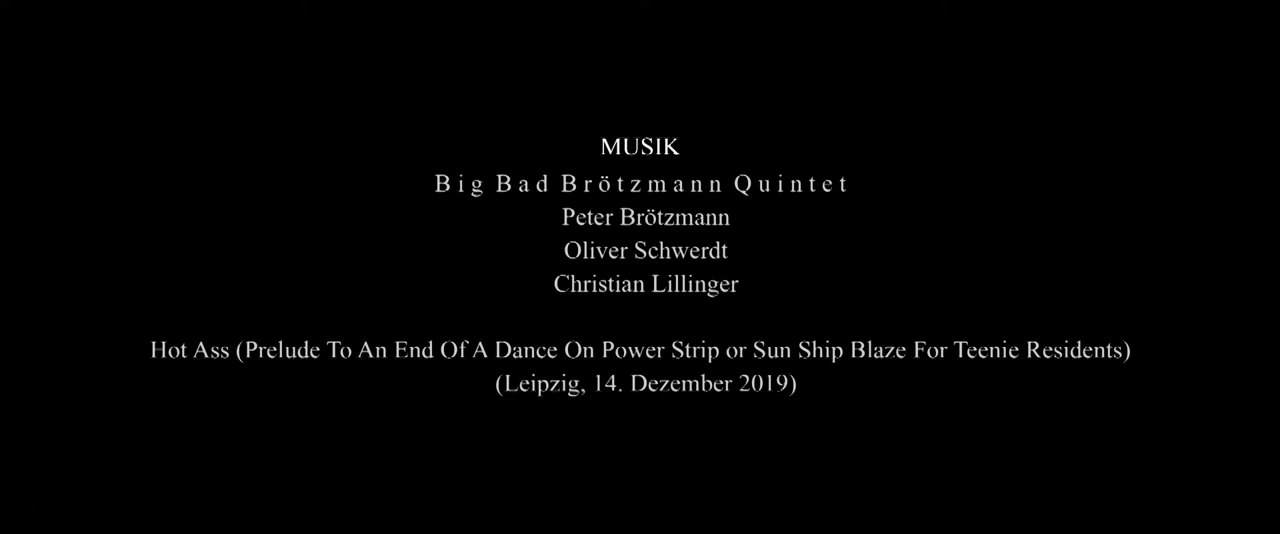 MUSIK
Big Bad Brötzmann Quintet
Peter Brötzmann
Oliver Schwerdt
Christian Lillinger
Hot Ass (Prelude To An End Of A Dance On Power Strip or Sun Ship Blaze For Teenie Residents)
(Leipzig, 14. Dezember 2019)